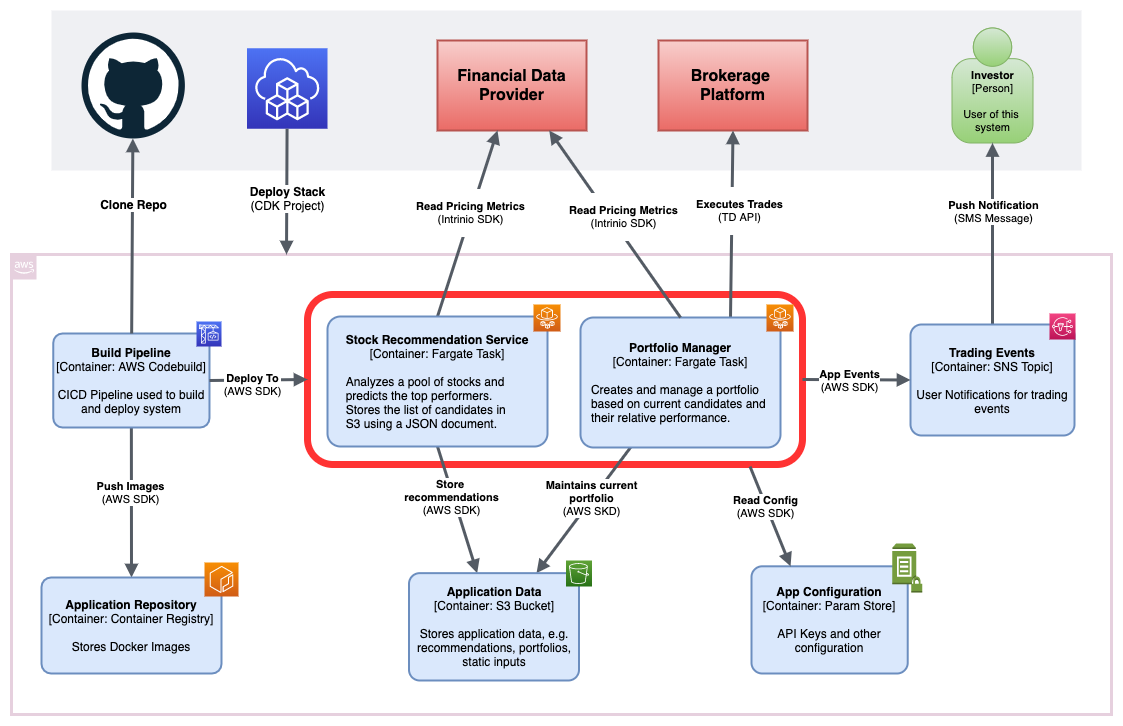 Financial Data
Provider
Brokerage
Platform
Investor
[Person]
User of this
system
Clone Repo
Deploy Stack
(CDK Project)
Read Pricing Metrics
(Intrinio SDK)
Read Pricing Metrics
(Intrinio SDK)
Executes Trades
(TD API)
Push Notification
(SMS Message)
aws
Build Pipeline
[Container: AWS Codebuild]
CICD Pipeline used to build
and deploy system
Deploy To
(AWS SDK)
Stock Recommendation Service
[Container: Fargate Task]
Analyzes a pool of stocks and
predicts the top performers.
Stores the list of candidates in
S3 using a JSON document.
Portfolio Manager
[Container: Fargate Task]
Creates and manage a portfolio
based on current candidates and
their relative performance.
App Events
(AWS SDK)
Trading Events
[Container: SNS Topic]
User Notifications for trading
events
Push Images
(AWS SDK)
Store
recommendations
(AWS SDK)
Maintains current
portfolio
(AWS SKD)
Read Config
(AWS SDK)
Application Repository
[Container: Container Registry]
Stores Docker Images
Application Data
[Container: S3 Bucket]
Stores application data, e.g.
recommendations, portfolios,
static inputs
App Configuration
[Container: Param Store]
API Keys and other
configuration